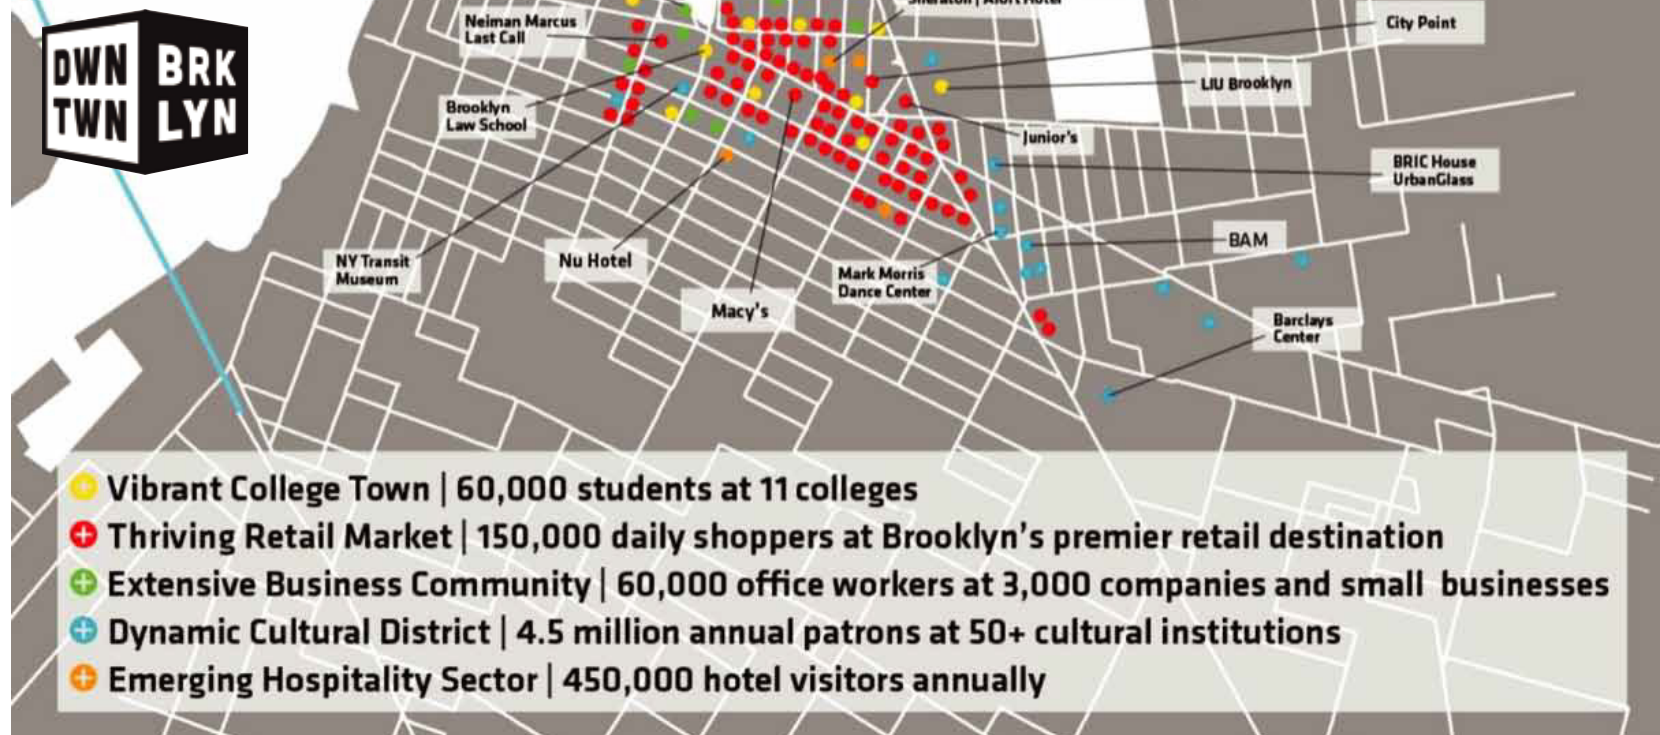 Sheraton | Aloft Hotel
Neiman Marcus
Last Call
City Point
DWN BRK
TWN LYN
LIU Brooklyn
Brooklyn
Law School
Junior's
BRIC House
UrbanGlass
BAM
NY Transit
Museum
Nu Hotel
Mark Morris
Dance Center
Macy's
Barclays
Center
Vibrant College Town | 60,000 students at 11 colleges
Thriving Retail Market | 150,000 daily shoppers at Brooklyn's premier retail destination
Extensive Business Community | 60,000 office workers at 3,000 companies and small businesses
Dynamic Cultural District | 4.5 million annual patrons at 50+ cultural institutions
Emerging Hospitality Sector | 450,000 hotel visitors annually